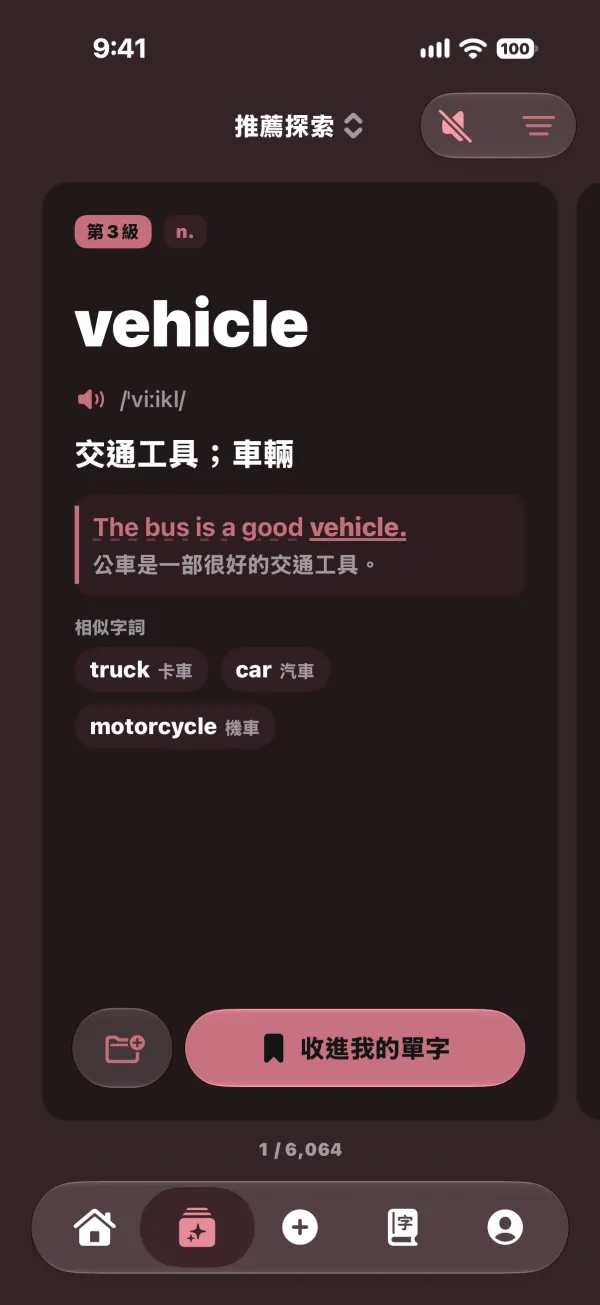 9:41
100
推薦探索
第3級 n.
vehicle
/ˈviːikl/
交通工具；車輛
The bus is a good vehicle.
公車是一部很好的交通工具。
相似字詞
truck 卡車 car 汽車
motorcycle 機車
收進我的單字
1 / 6,064
字